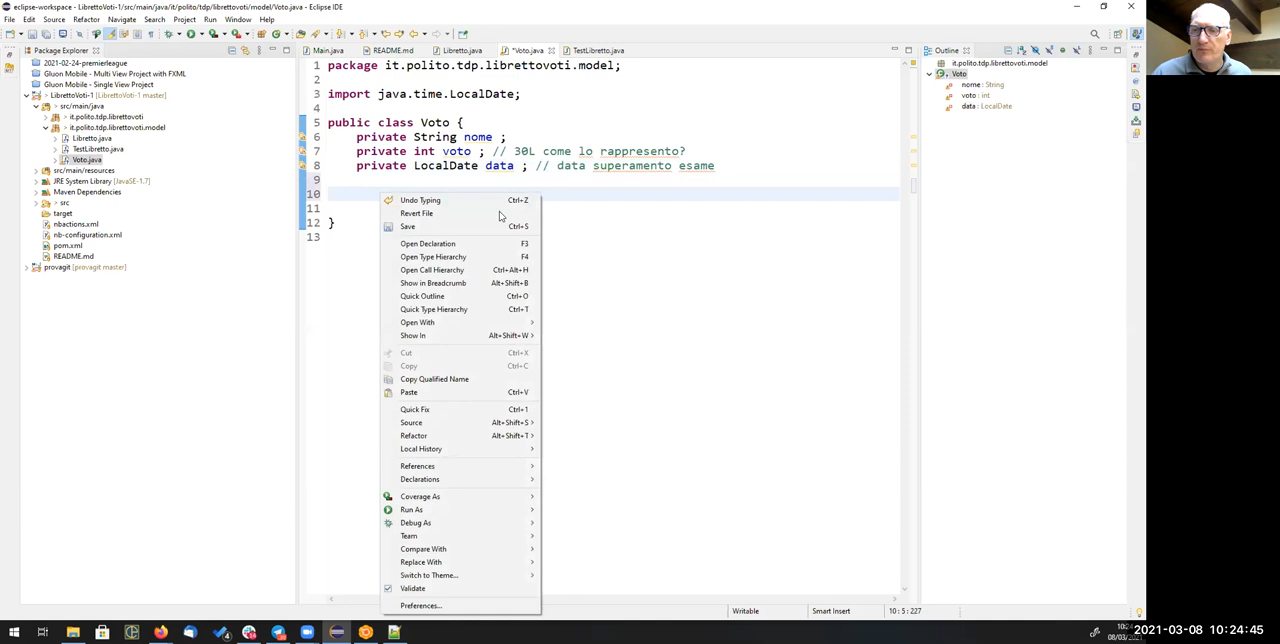 eclipse-workspace - LibrettoVoti-1/src/main/java/it/polito/tdp/librettovoti/model/Voto.java - Eclipse IDE
File Edit Source Refactor Navigate Search Project Run Window Help
Package Explorer
2021-02-24-premierleague
Gluon Mobile - Multi View Project with FXML
Gluon Mobile - Single View Project
LibrettoVoti-1 [LibrettoVoti-1 master]
src/main/java
it.polito.tdp.librettovoti
it.polito.tdp.librettovoti.model
Libretto.java
TestLibretto.java
Voto.java
src/main/resources
JRE System Library [JavaSE-1.7]
Maven Dependencies
src
target
nbactions.xml
nb-configuration.xml
pom.xml
README.md
provagit [provagit master]
Main.java README.md Libretto.java *Voto.java TestLibretto.java
1 package it.polito.tdp.librettovoti.model;
2
3 import java.time.LocalDate;
4
5 public class Voto {
6 private String nome ;
7 private int voto ; // 30L come lo rappresento?
8 private LocalDate data ; // data superamento esame
9
10
11
12 }
13
Undo Typing Ctrl+Z
Revert File
Save Ctrl+S
Open Declaration F3
Open Type Hierarchy F4
Open Call Hierarchy Ctrl+Alt+H
Show in Breadcrumb Alt+Shift+B
Quick Outline Ctrl+O
Quick Type Hierarchy Ctrl+T
Open With
Show In Alt+Shift+W
Cut Ctrl+X
Copy Ctrl+C
Copy Qualified Name
Paste Ctrl+V
Quick Fix Ctrl+1
Source Alt+Shift+S
Refactor Alt+Shift+T
Local History
References
Declarations
Coverage As
Run As
Debug As
Team
Compare With
Replace With
Switch to Theme...
Validate
Preferences...
Outline
it.polito.tdp.librettovoti.model
Voto
nome : String
voto : int
data : LocalDate
Writable Smart Insert 10 : 5 : 227
2021-03-08 10:24:45